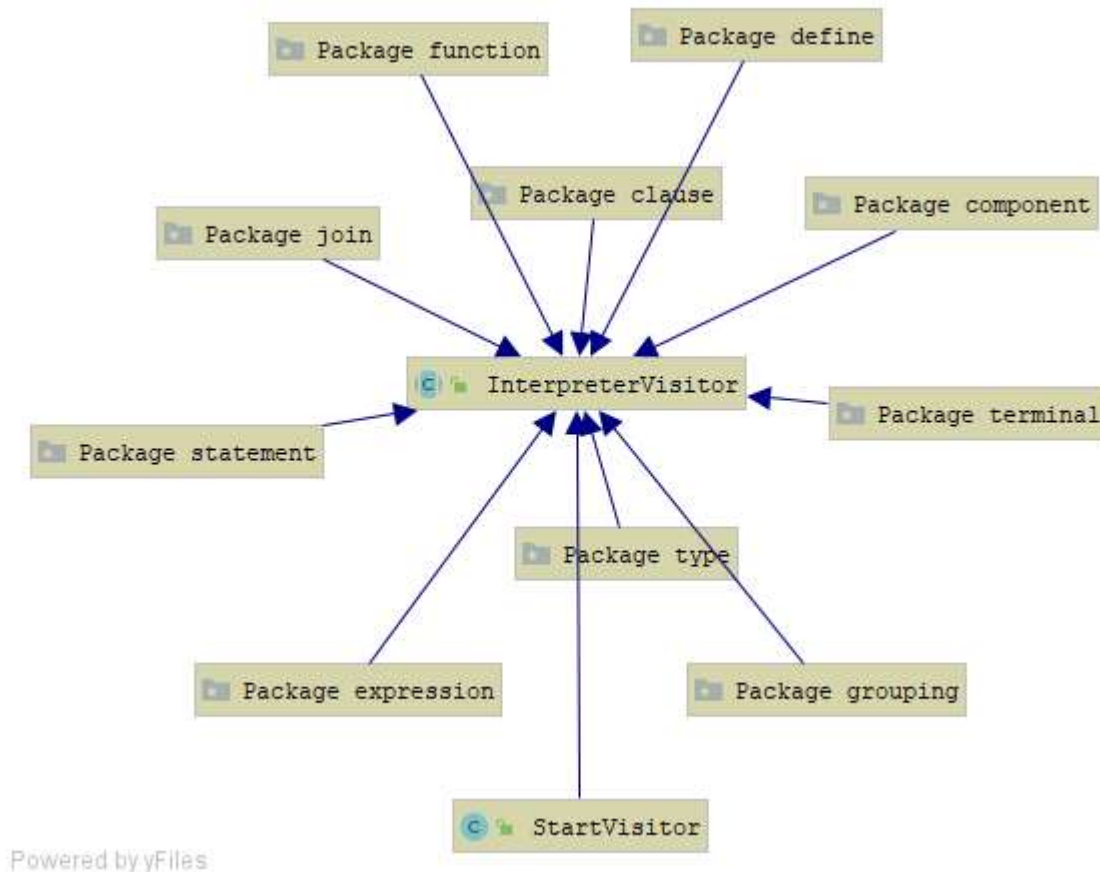 Package function
Package define
Package clause
Package component
Package join
InterpreterVisitor
Package terminal
Package statement
Package type
Package expression
Package grouping
StartVisitor
Powered by yFiles